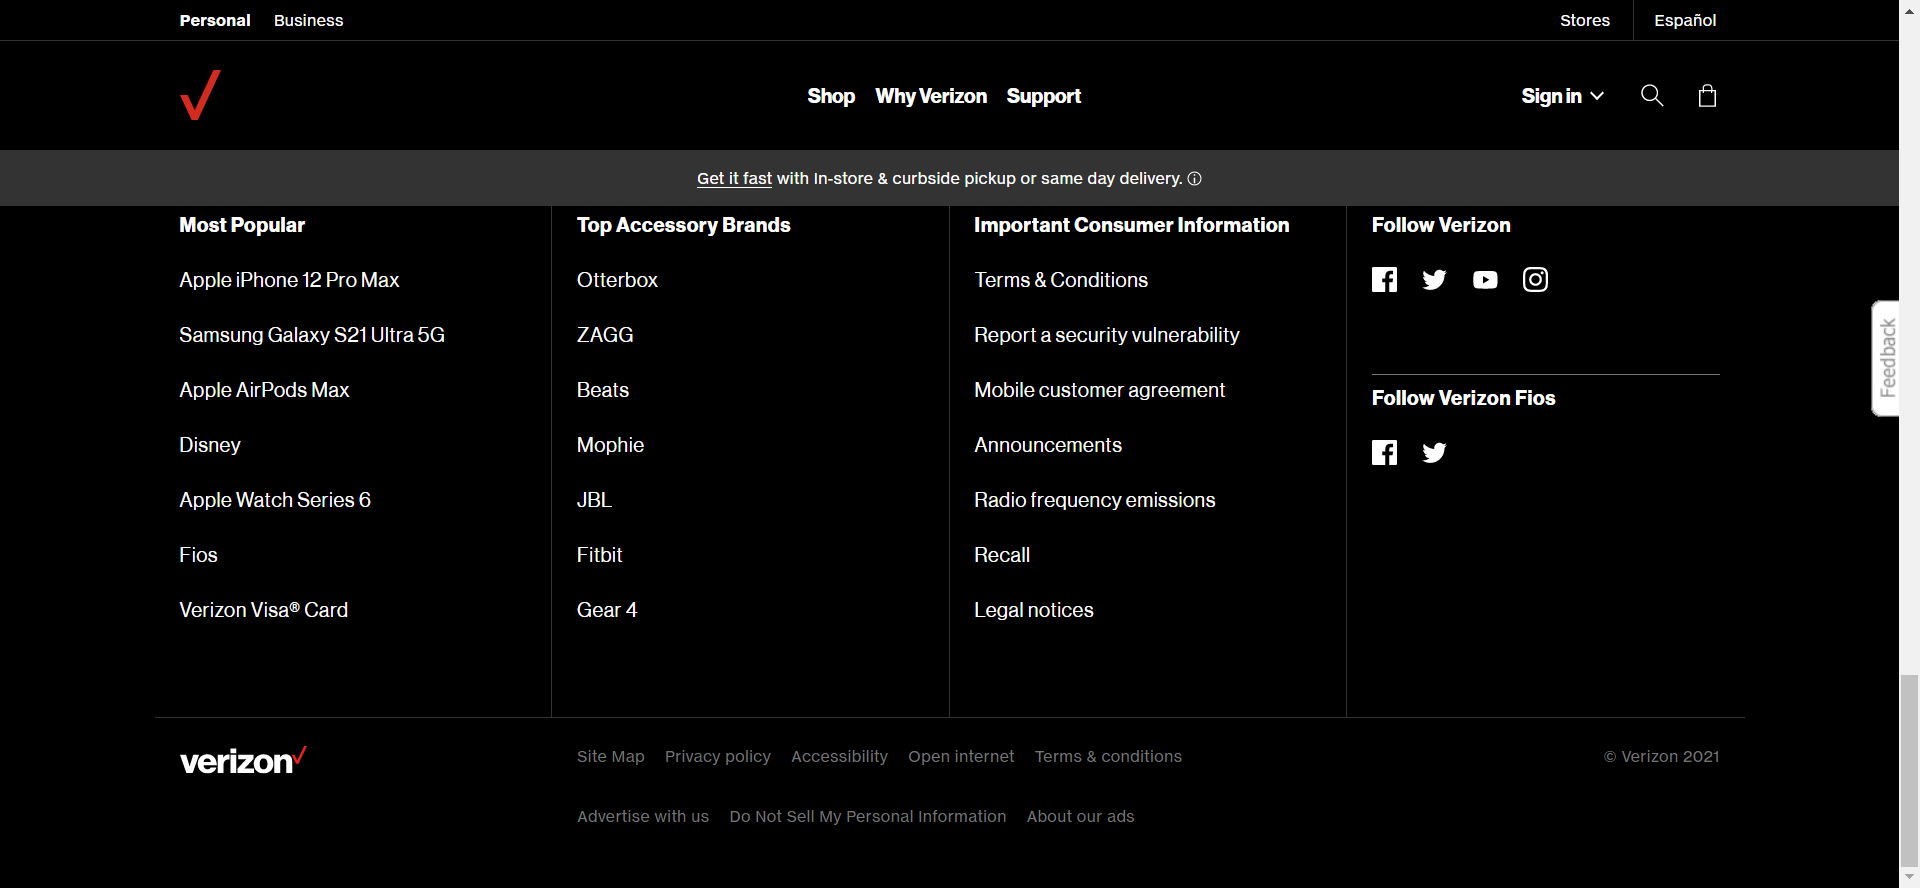 Personal Business Stores Español
Shop Why Verizon Support Sign in
Get it fast with In-store & curbside pickup or same day delivery.
Most Popular
Apple iPhone 12 Pro Max
Samsung Galaxy S21 Ultra 5G
Apple AirPods Max
Disney
Apple Watch Series 6
Fios
Verizon Visa® Card
Top Accessory Brands
Otterbox
ZAGG
Beats
Mophie
JBL
Fitbit
Gear 4
Important Consumer Information
Terms & Conditions
Report a security vulnerability
Mobile customer agreement
Announcements
Radio frequency emissions
Recall
Legal notices
Follow Verizon
Follow Verizon Fios
Feedback
verizon
Site Map Privacy policy Accessibility Open internet Terms & conditions
© Verizon 2021
Advertise with us Do Not Sell My Personal Information About our ads